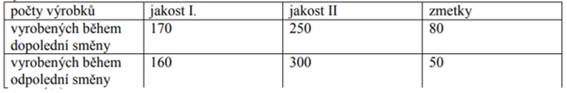 počty výrobků jakost I. jakost II zmetky
vyrobených během 170 250 80
dopolední směny
vyrobených během 160 300 50
odpolední směny